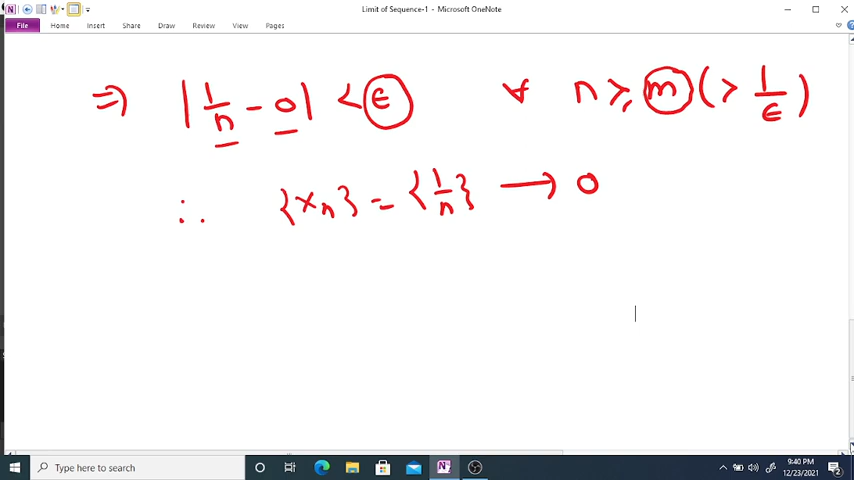 Limit of Sequence-1 - Microsoft OneNote
File Home Insert Share Draw Review View Pages
⇒ |1/n - 0| < ϵ ∀ n ≥ m (> 1/ϵ)
∴ {xn} = {1/n} → 0
Type here to search
9:40 PM
12/23/2021
2